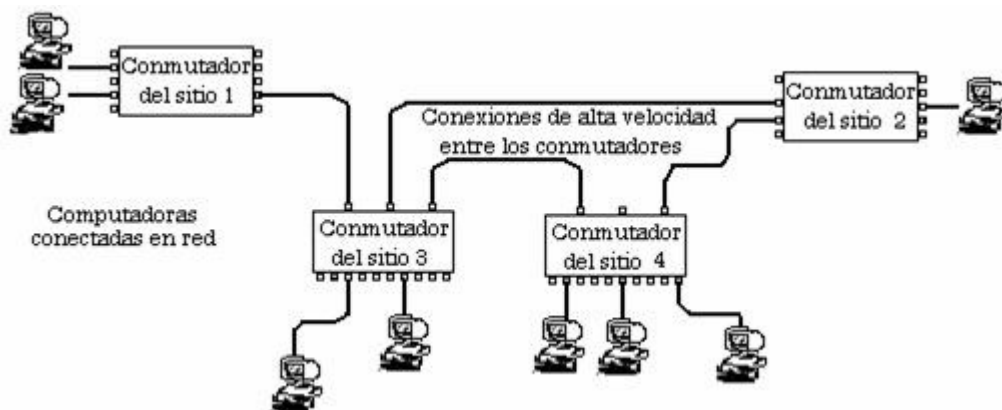 Conmutador
del sitio 1
Conmutador
del sitio 2
Conexiones de alta velocidad
entre los conmutadores
Computadoras
conectadas en red
Conmutador
del sitio 3
Conmutador
del sitio 4